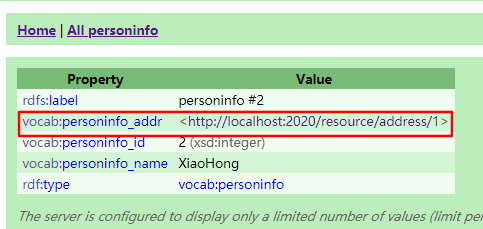 Home | All personinfo
Property Value
rdfs:label personinfo #2
vocab:personinfo_addr <http://localhost:2020/resource/address/1>
vocab:personinfo_id 2 (xsd:integer)
vocab:personinfo_name XiaoHong
rdf:type vocab:personinfo
The server is configured to display only a limited number of values (limit per